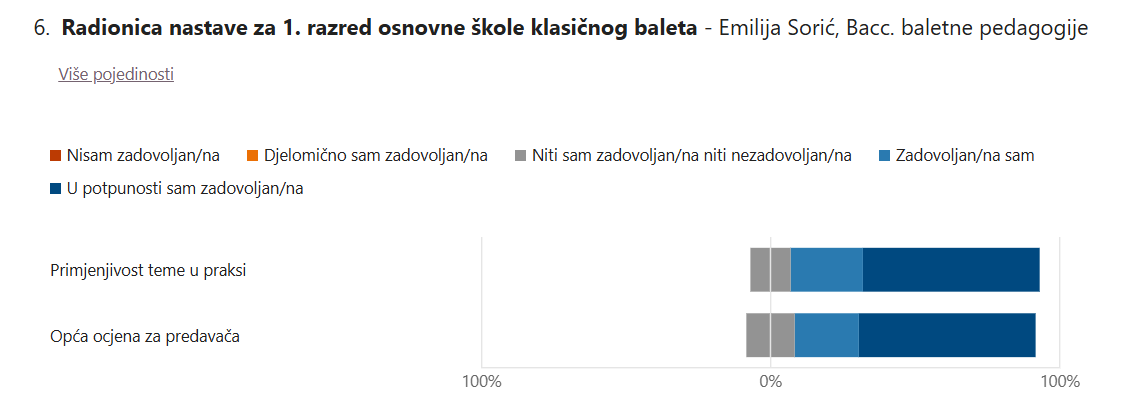 6. Radionica nastave za 1. razred osnovne škole klasičnog baleta - Emilija Sorić, Bacc. baletne pedagogije
Više pojedinosti
Nisam zadovoljan/na Djelomično sam zadovoljan/na Niti sam zadovoljan/na niti nezadovoljan/na Zadovoljan/na sam
U potpunosti sam zadovoljan/na
Primjenjivost teme u praksi
Opća ocjena za predavača
100% 0% 100%